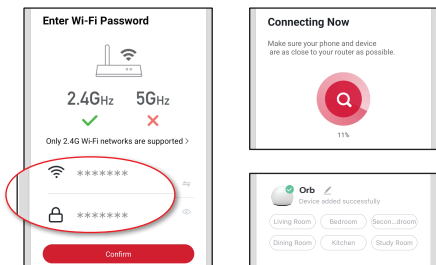 Enter Wi-Fi Password
2.4GHz 5GHz
Only 2.4G Wi-Fi networks are supported >
*******
*******
Confirm
Connecting Now
Make sure your phone and device
are as close to your router as possible.
11%
Orb
Device added successfully
Living Room Bedroom Secon...droom
Dining Room Kitchen Study Room